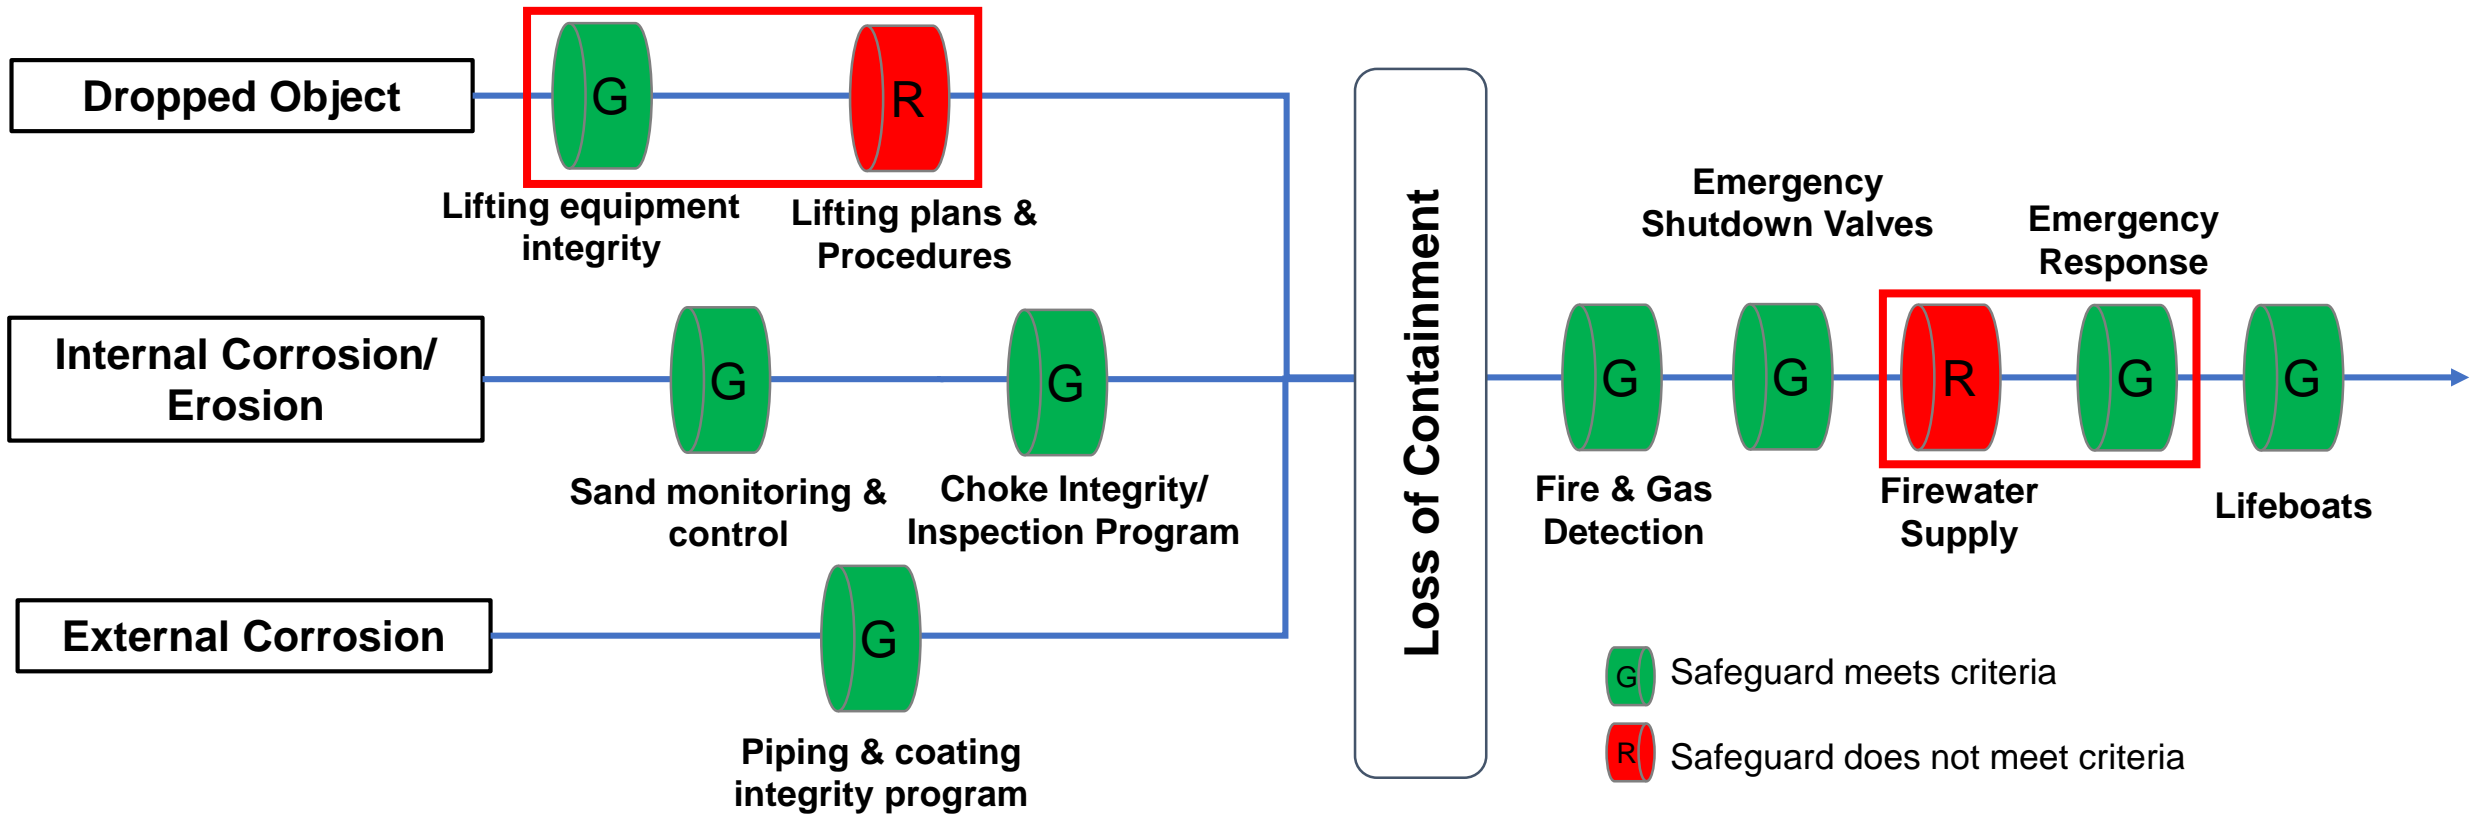 Dropped Object
G
R
Lifting equipment
integrity
Lifting plans &
Procedures
Internal Corrosion/
Erosion
G
G
Sand monitoring &
control
Choke Integrity/
Inspection Program
External Corrosion
G
Piping & coating
integrity program
Loss of Containment
Emergency
Shutdown Valves
Emergency
Response
G
G
R
G
G
Fire & Gas
Detection
Firewater
Supply
Lifeboats
G
Safeguard meets criteria
R
Safeguard does not meet criteria